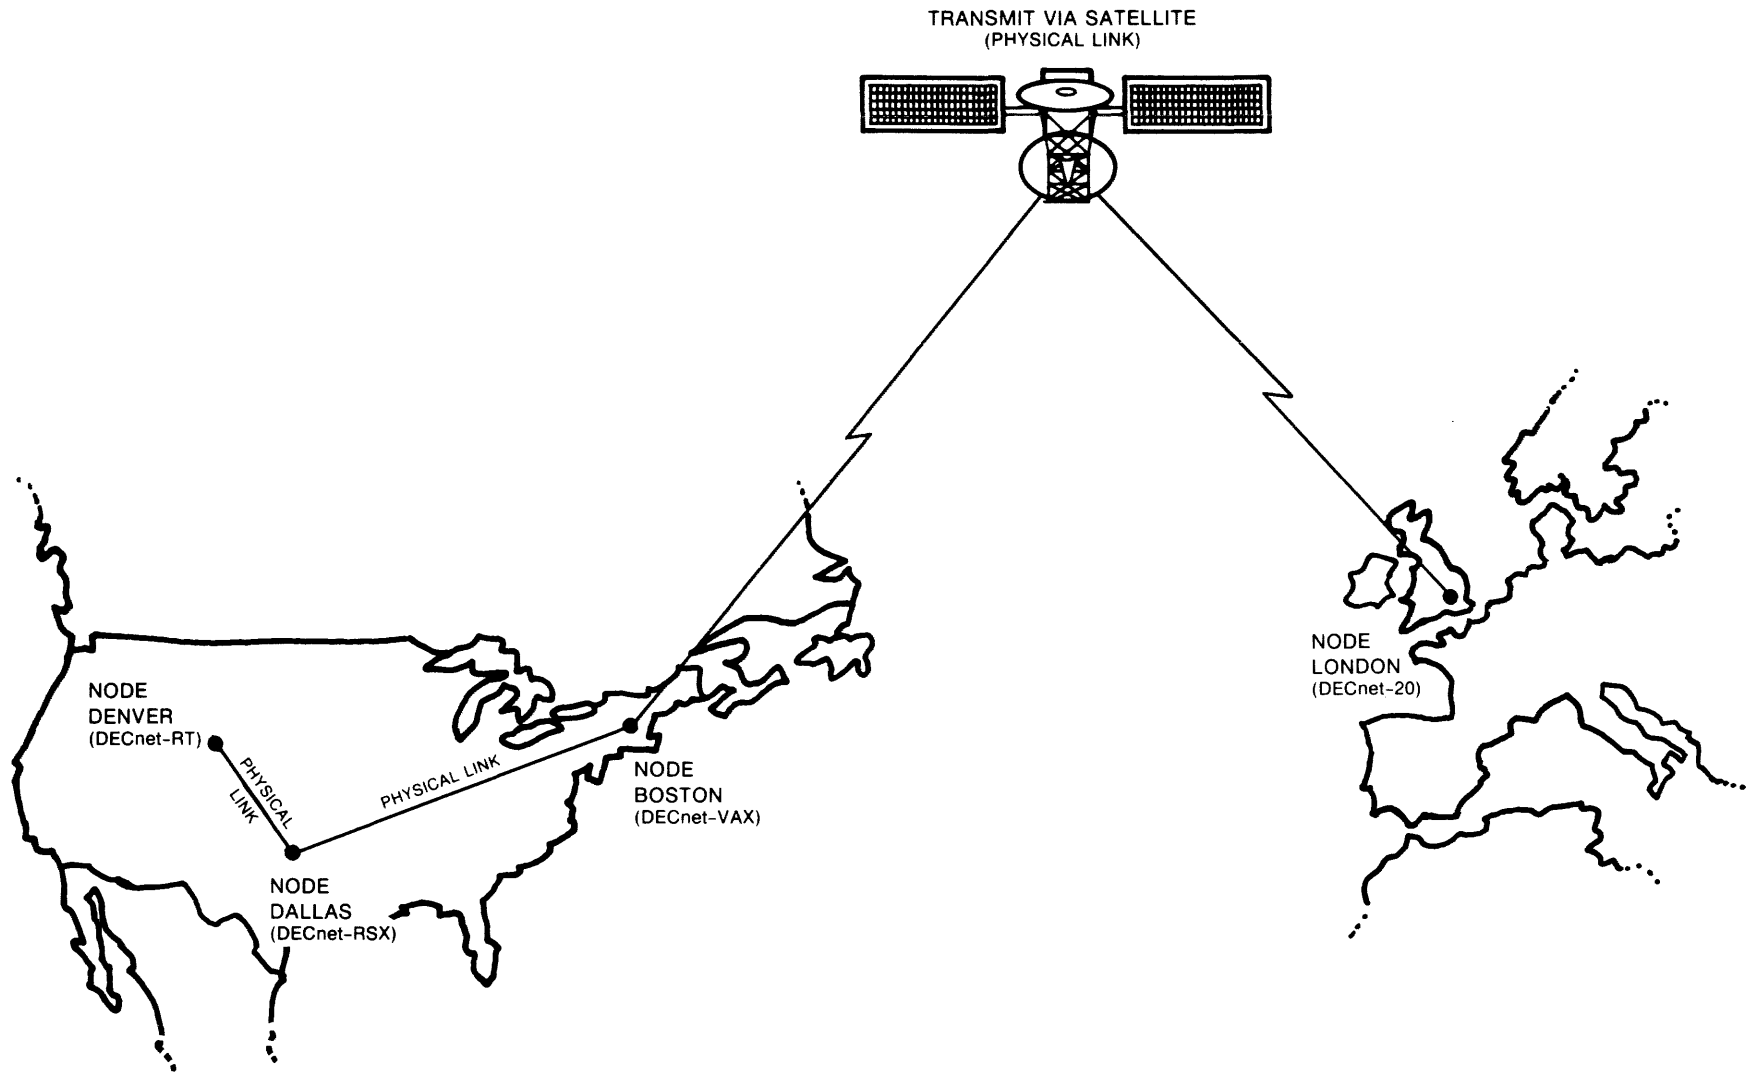 TRANSMIT VIA SATELLITE
(PHYSICAL LINK)
NODE
DENVER
(DECnet-RT)
PHYSICAL
LINK
PHYSICAL LINK
NODE
BOSTON
(DECnet-VAX)
NODE
DALLAS
(DECnet-RSX)
NODE
LONDON
(DECnet-20)